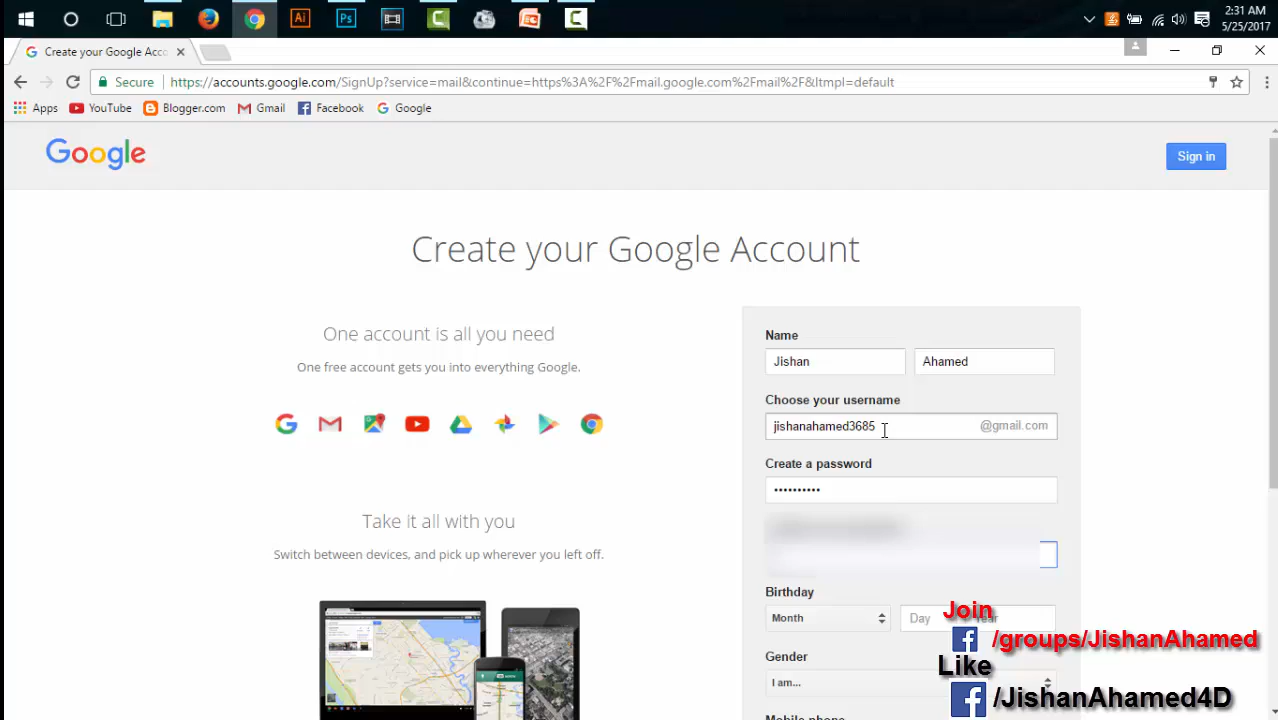 2:31 AM
5/25/2017
Create your Google Acco
Secure https://accounts.google.com/SignUp?service=mail&continue=https%3A%2F%2Fmail.google.com%2Fmail%2F&ltmpl=default
Apps YouTube Blogger.com Gmail Facebook Google
Google
Sign in
Create your Google Account
One account is all you need
One free account gets you into everything Google.
Take it all with you
Switch between devices, and pick up wherever you left off.
Name
Jishan Ahamed
Choose your username
jishanahamed3685 @gmail.com
Create a password
••••••••••
Birthday
Month Day Year
Gender
I am...
Mobile phone
Join
/groups/JishanAhamed
Like
/JishanAhamed4D